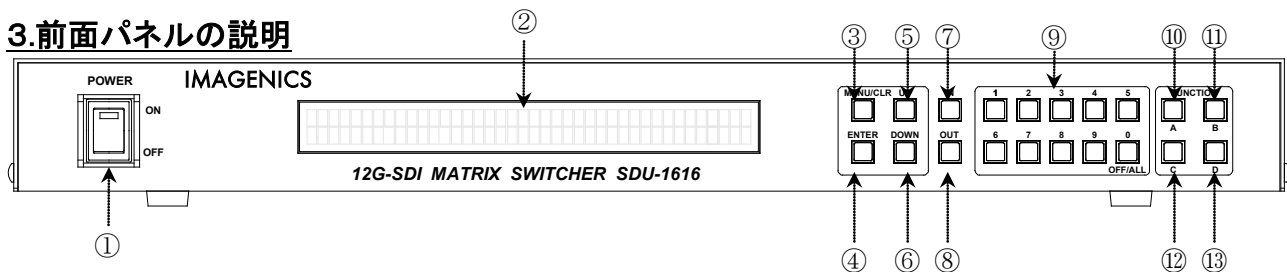 3.前面パネルの説明
② ③ ⑤ ⑦ ⑨ ⑩ ⑪
POWER
IMAGENICS
ON
OFF
MENU/CLR
1 2 3 4 5
A B
ENTER DOWN OUT
6 7 8 9 0
OFF/ALL
C D
12G-SDI MATRIX SWITCHER SDU-1616
① ④ ⑥ ⑧ ⑫ ⑬